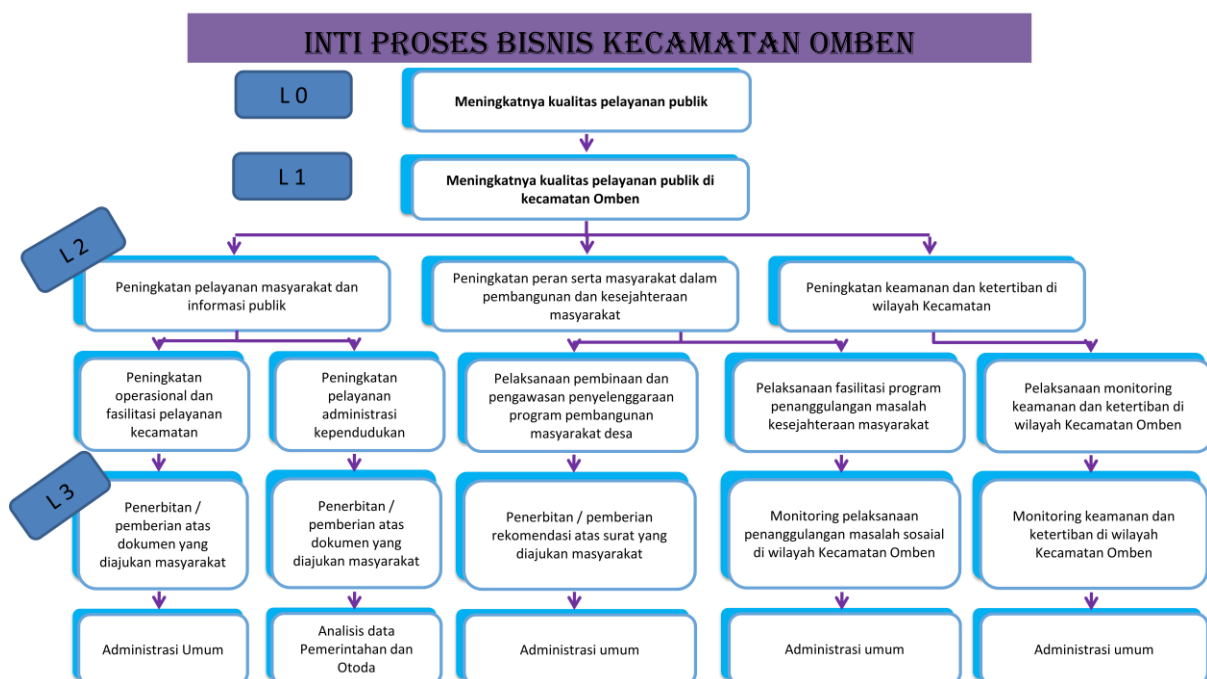 INTI PROSES BISNIS KECAMATAN OMBEN
L 0
Meningkatnya kualitas pelayanan publik
L 1
Meningkatnya kualitas pelayanan publik di
kecamatan Omben
L 2
Peningkatan pelayanan masyarakat dan
informasi publik
Peningkatan peran serta masyarakat dalam
pembangunan dan kesejahteraan
masyarakat
Peningkatan keamanan dan ketertiban di
wilayah Kecamatan
Peningkatan
operasional dan
fasilitasi pelayanan
kecamatan
Peningkatan
pelayanan
administrasi
kependudukan
Pelaksanaan pembinaan dan
pengawasan penyelenggaraan
program pembangunan
masyarakat desa
Pelaksanaan fasilitasi program
penanggulangan masalah
kesejahteraan masyarakat
Pelaksanaan monitoring
keamanan dan ketertiban di
wilayah Kecamatan Omben
L 3
Penerbitan /
pemberian atas
dokumen yang
diajukan masyarakat
Penerbitan /
pemberian atas
dokumen yang
diajukan masyarakat
Penerbitan / pemberian
rekomendasi atas surat yang
diajukan masyarakat
Monitoring pelaksanaan
penanggulangan masalah sosaial
di wilayah Kecamatan Omben
Monitoring keamanan dan
ketertiban di wilayah
Kecamatan Omben
Administrasi Umum
Analisis data
Pemerintahan dan
Otoda
Administrasi umum
Administrasi umum
Administrasi umum